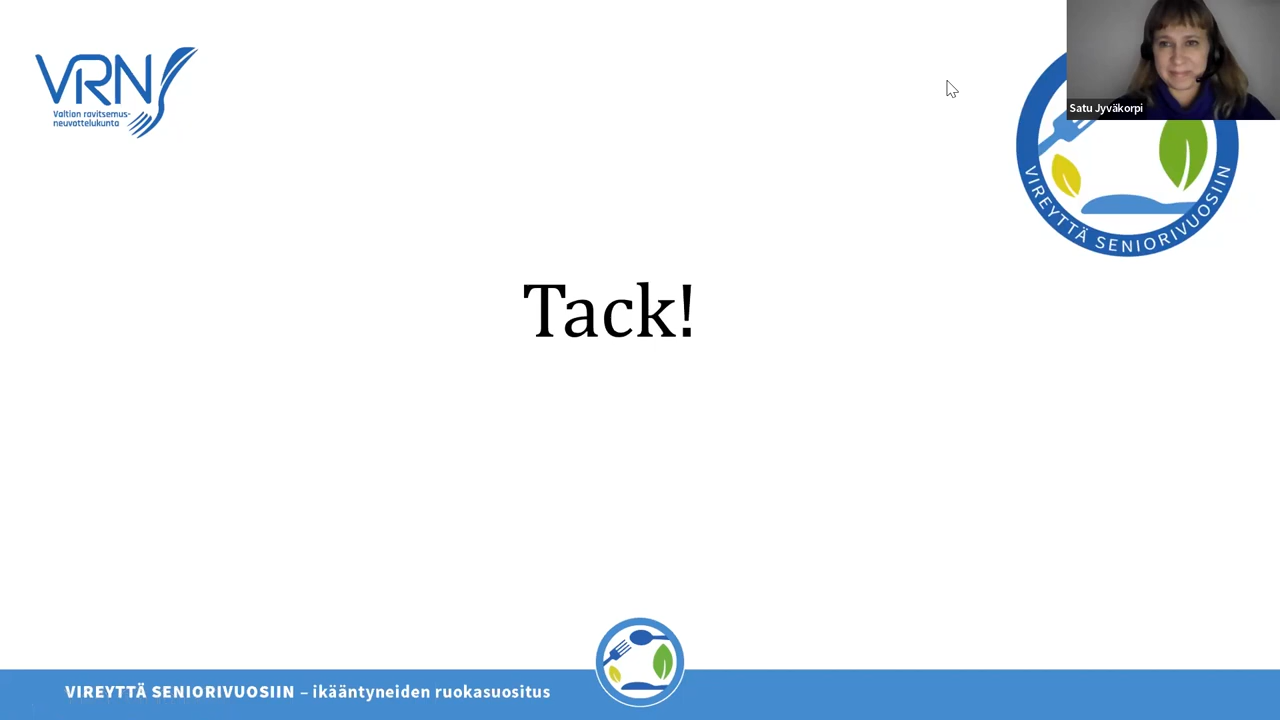 VRN
Valtion ravitsemus-
neuvottelukunta
Satu Jyväkorpi
VIREYTTÄ SENIORIVUOSIIN
Tack!
VIREYTTÄ SENIORIVUOSIIN – ikääntyneiden ruokasuositus